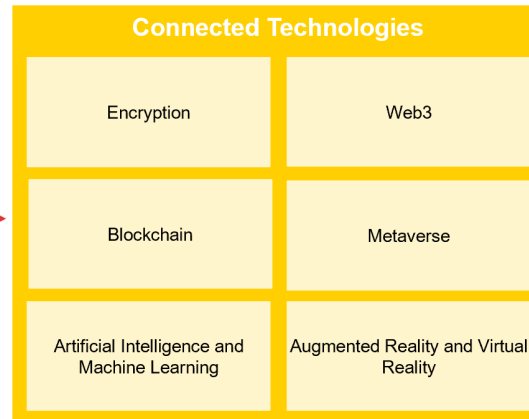 Connected Technologies
Encryption
Web3
Blockchain
Metaverse
Artificial Intelligence and
Machine Learning
Augmented Reality and Virtual
Reality